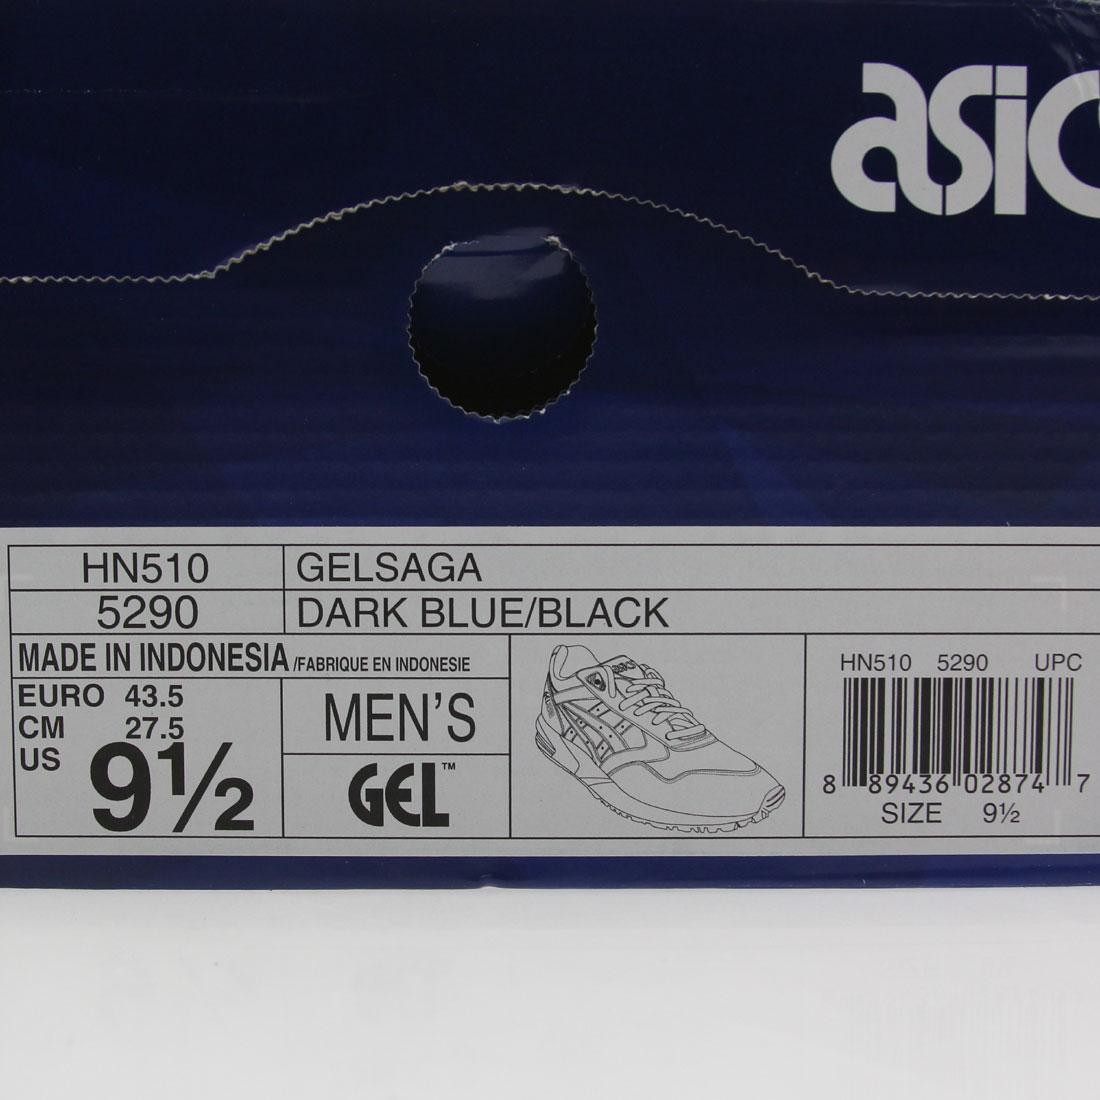 asic
HN510 GELSAGA
5290 DARK BLUE/BLACK
MADE IN INDONESIA /FABRIQUE EN INDONESIE
EURO 43.5
CM 27.5
US 9½
MEN'S
GEL™
asics
HN510 5290 UPC
8 89436 02874 7
SIZE 9½